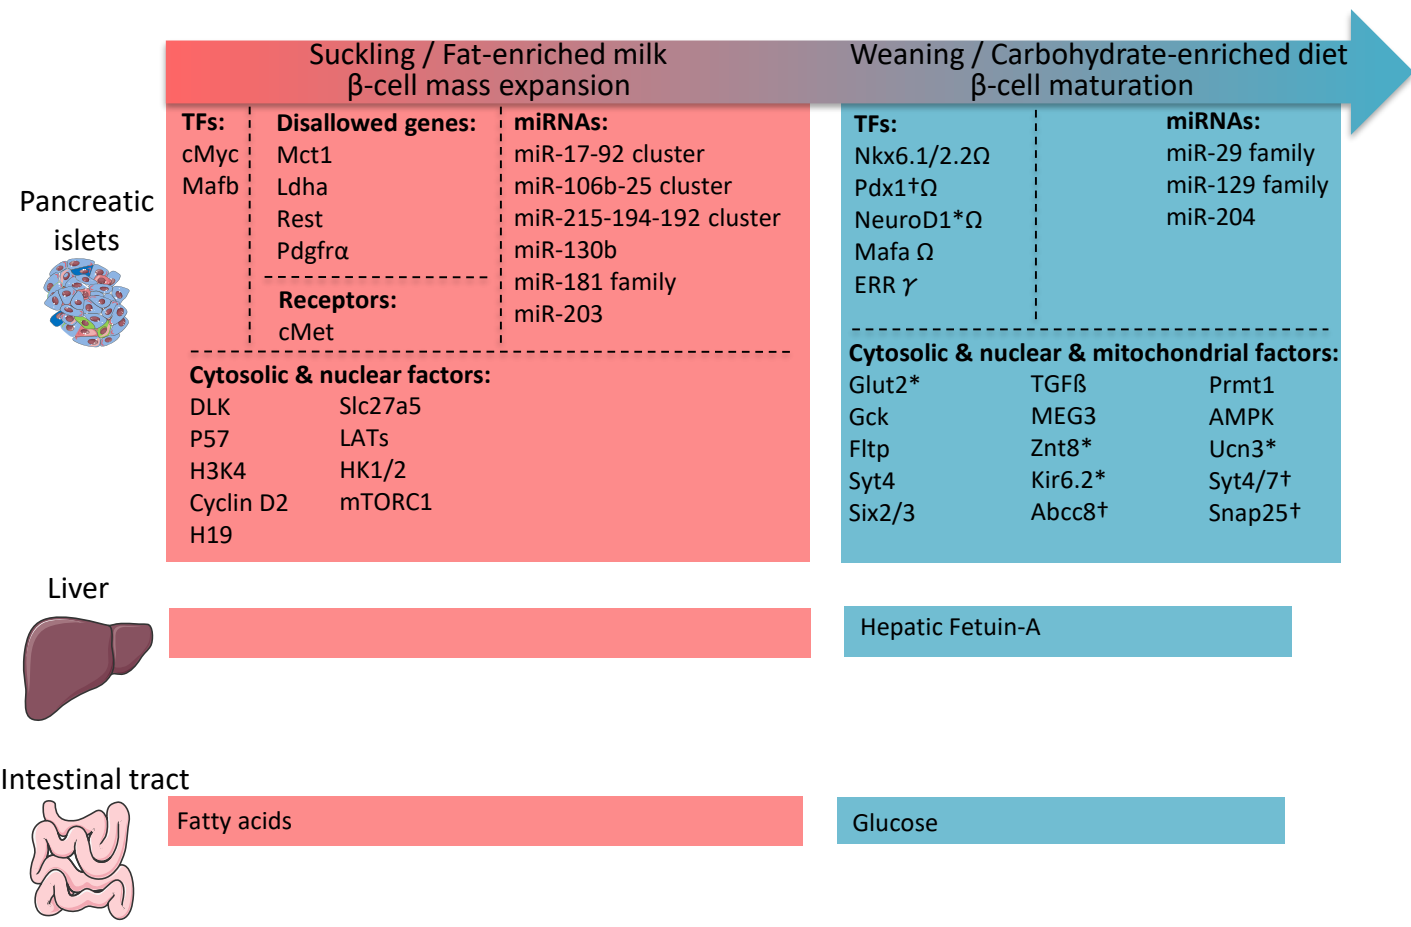 Suckling / Fat-enriched milk
β-cell mass expansion
Weaning / Carbohydrate-enriched diet
β-cell maturation
Pancreatic
islets
TFs:
cMyc
Mafb
Disallowed genes:
Mct1
Ldha
Rest
Pdgfrα
Receptors:
cMet
miRNAs:
miR-17-92 cluster
miR-106b-25 cluster
miR-215-194-192 cluster
miR-130b
miR-181 family
miR-203
Cytosolic & nuclear factors:
DLK
P57
H3K4
Cyclin D2
H19
Slc27a5
LATs
HK1/2
mTORC1
TFs:
Nkx6.1/2.2Ω
Pdx1†Ω
NeuroD1*Ω
Mafa Ω
ERR γ
miRNAs:
miR-29 family
miR-129 family
miR-204
Cytosolic & nuclear & mitochondrial factors:
Glut2*
Gck
Fltp
Syt4
Six2/3
TGFß
MEG3
Znt8*
Kir6.2*
Abcc8†
Prmt1
AMPK
Ucn3*
Syt4/7†
Snap25†
Liver
Hepatic Fetuin-A
Intestinal tract
Fatty acids
Glucose